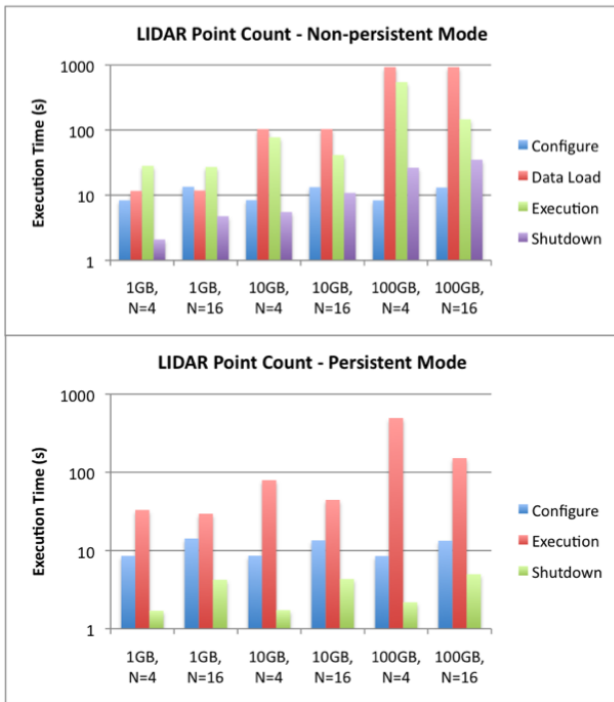 LIDAR Point Count - Non-persistent Mode
Execution Time (s)
1000
100
10
1
1GB, N=4
1GB, N=16
10GB, N=4
10GB, N=16
100GB, N=4
100GB, N=16
Configure
Data Load
Execution
Shutdown
LIDAR Point Count - Persistent Mode
Execution Time (s)
1000
100
10
1
1GB, N=4
1GB, N=16
10GB, N=4
10GB, N=16
100GB, N=4
100GB, N=16
Configure
Execution
Shutdown